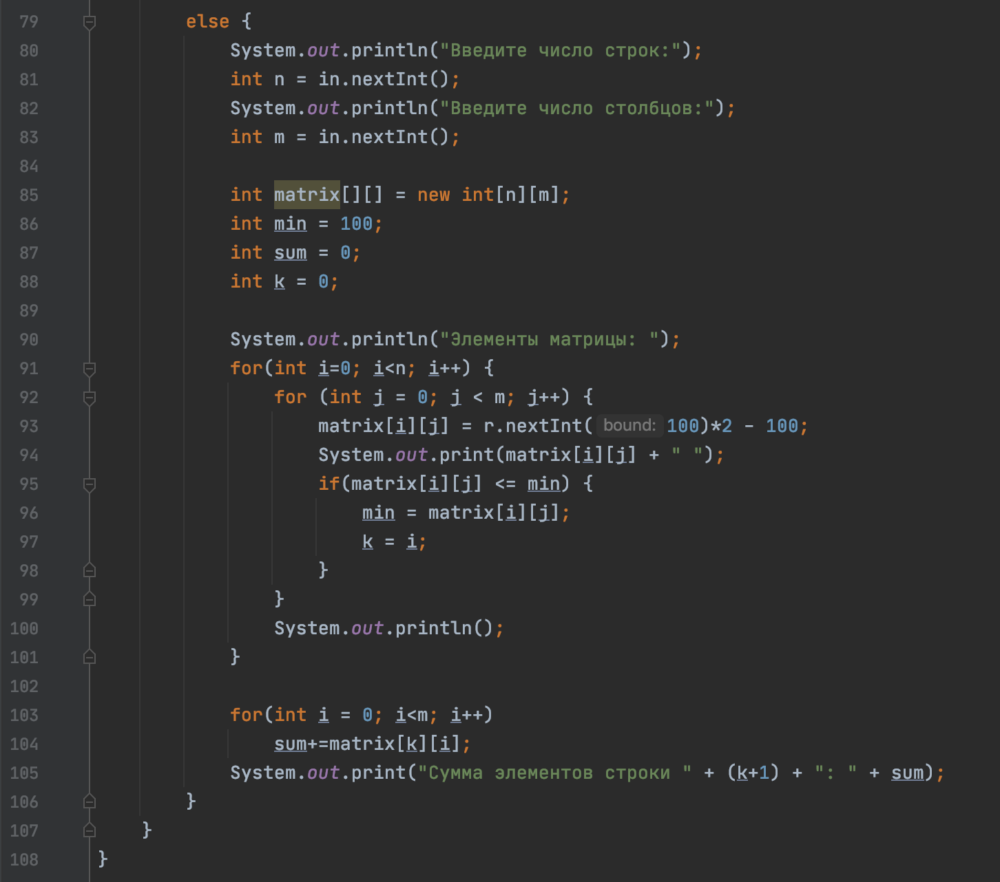 79 else {
80 System.out.println("Введите число строк:");
81 int n = in.nextInt();
82 System.out.println("Введите число столбцов:");
83 int m = in.nextInt();
84
85 int matrix[][] = new int[n][m];
86 int min = 100;
87 int sum = 0;
88 int k = 0;
89
90 System.out.println("Элементы матрицы: ");
91 for(int i=0; i<n; i++) {
92 for (int j = 0; j < m; j++) {
93 matrix[i][j] = r.nextInt( bound: 100)*2 - 100;
94 System.out.print(matrix[i][j] + " ");
95 if(matrix[i][j] <= min) {
96 min = matrix[i][j];
97 k = i;
98 }
99 }
100 System.out.println();
101 }
102
103 for(int i = 0; i<m; i++)
104 sum+=matrix[k][i];
105 System.out.print("Сумма элементов строки " + (k+1) + ": " + sum);
106 }
107 }
108 }